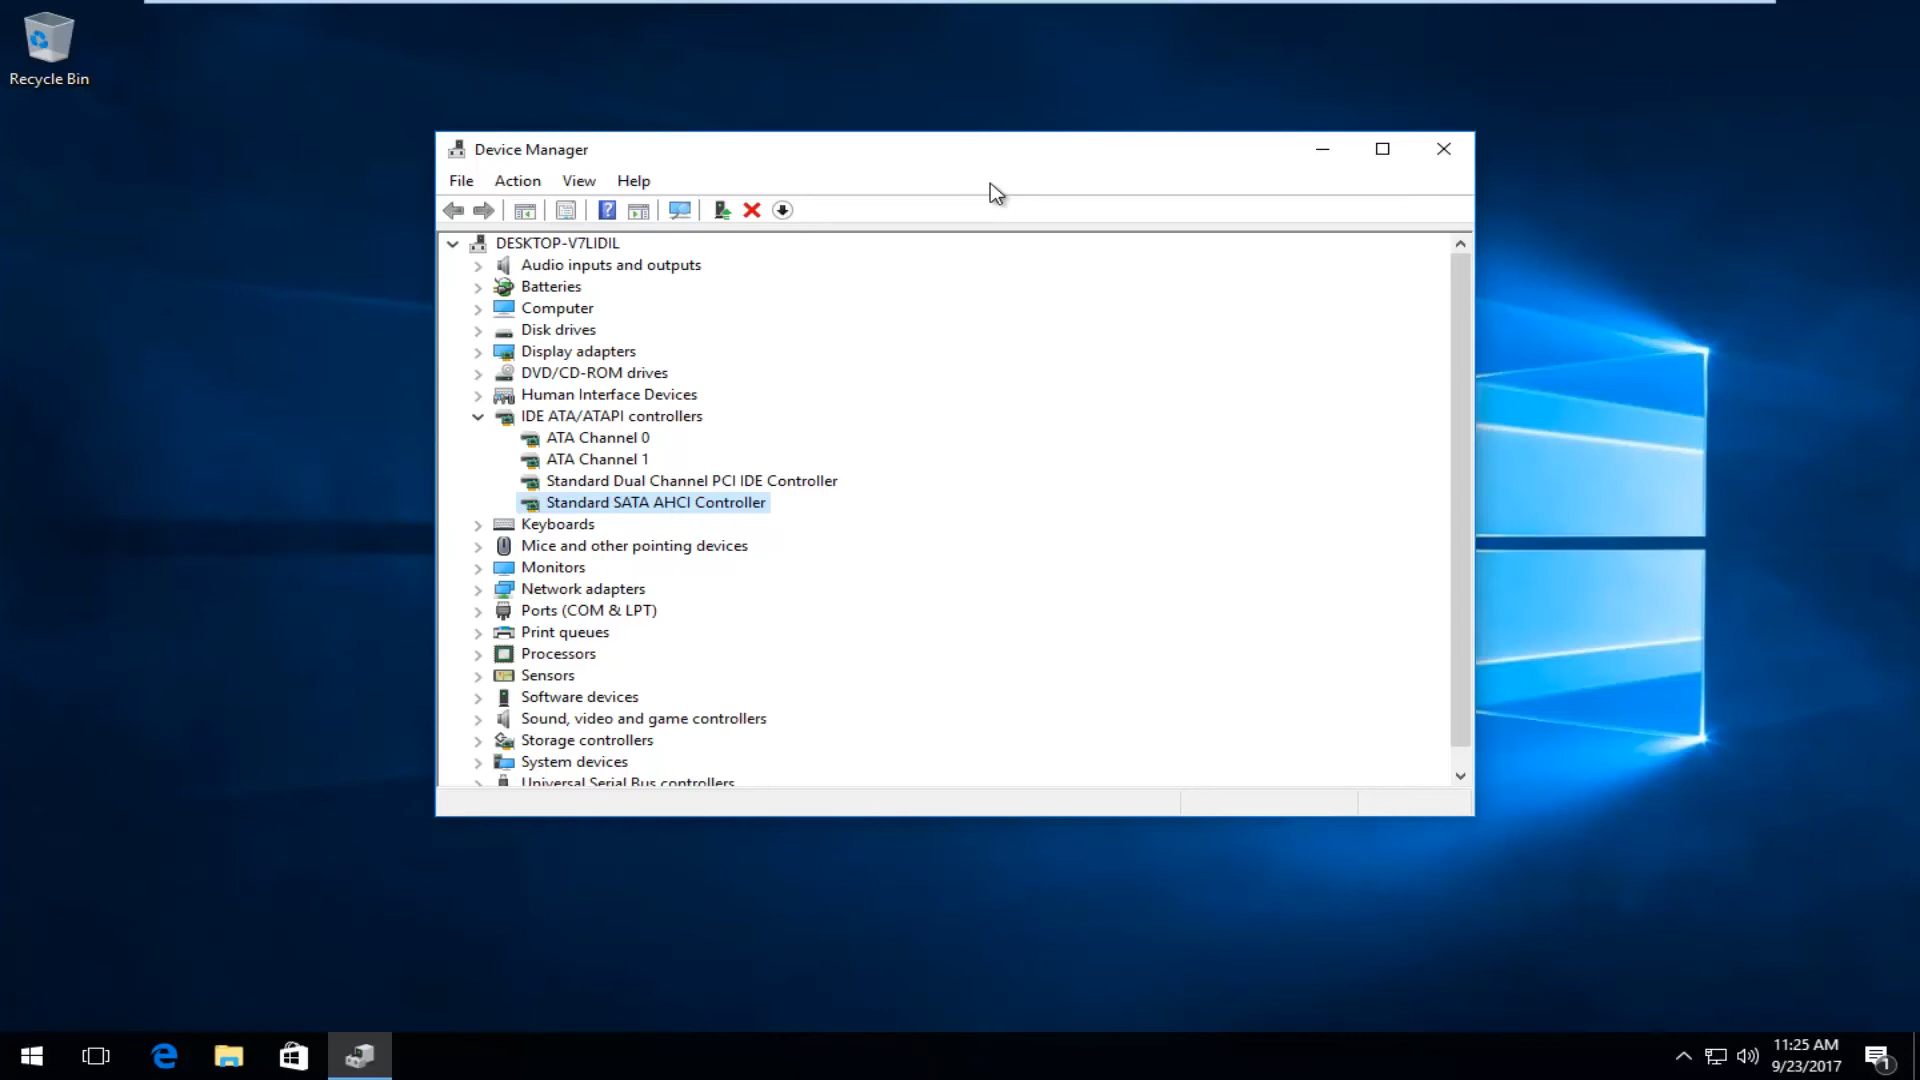 Recycle Bin
Device Manager
File Action View Help
DESKTOP-V7LIDIL
Audio inputs and outputs
Batteries
Computer
Disk drives
Display adapters
DVD/CD-ROM drives
Human Interface Devices
IDE ATA/ATAPI controllers
ATA Channel 0
ATA Channel 1
Standard Dual Channel PCI IDE Controller
Standard SATA AHCI Controller
Keyboards
Mice and other pointing devices
Monitors
Network adapters
Ports (COM & LPT)
Print queues
Processors
Sensors
Software devices
Sound, video and game controllers
Storage controllers
System devices
Universal Serial Bus controllers
11:25 AM
9/23/2017
1